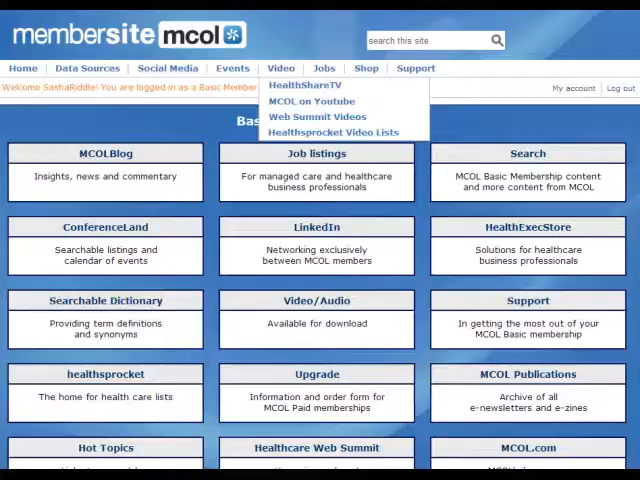 membersite mcol
search this site
Home Data Sources Social Media Events Video Jobs Shop Support
Welcome SashaRiddle! You are logged in as a Basic Member
My account Logout
HealthShareTV
MCOL on Youtube
Web Summit Videos
Healthsprocket Video Lists
Bas
MCOLBlog
Insights, news and commentary
Job listings
For managed care and healthcare
business professionals
Search
MCOL Basic Membership content
and more content from MCOL
ConferenceLand
Searchable listings and
calendar of events
LinkedIn
Networking exclusively
between MCOL members
HealthExecStore
Solutions for healthcare
business professionals
Searchable Dictionary
Providing term definitions
and synonyms
Video/Audio
Available for download
Support
In getting the most out of your
MCOL Basic membership
healthsprocket
The home for health care lists
Upgrade
Information and order form for
MCOL Paid memberships
MCOL Publications
Archive of all
e-newsletters and e-zines
Hot Topics
Healthcare Web Summit
MCOL.com